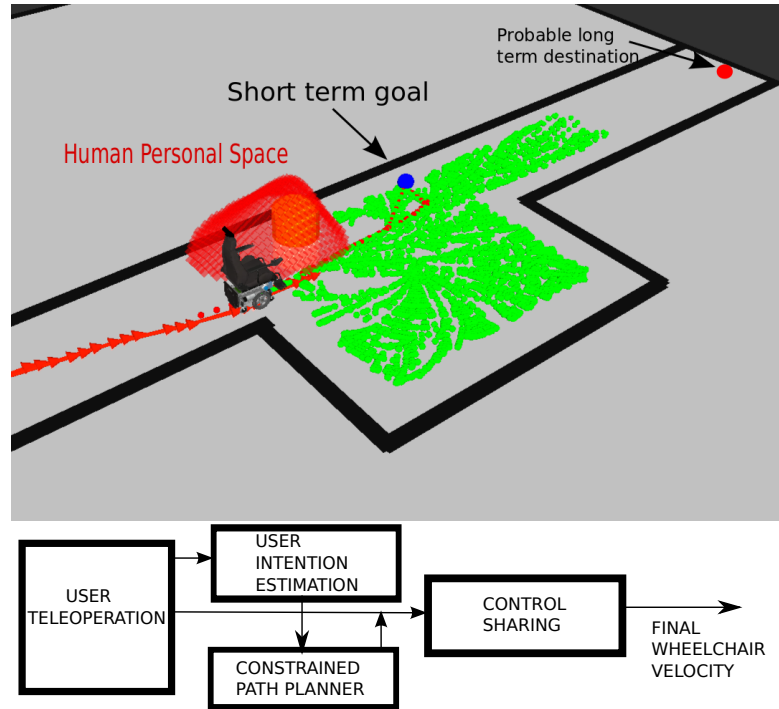 Probable long
term destination
Short term goal
Human Personal Space
USER
TELEOPERATION
USER
INTENTION
ESTIMATION
CONSTRAINED
PATH PLANNER
CONTROL
SHARING
FINAL
WHEELCHAIR
VELOCITY